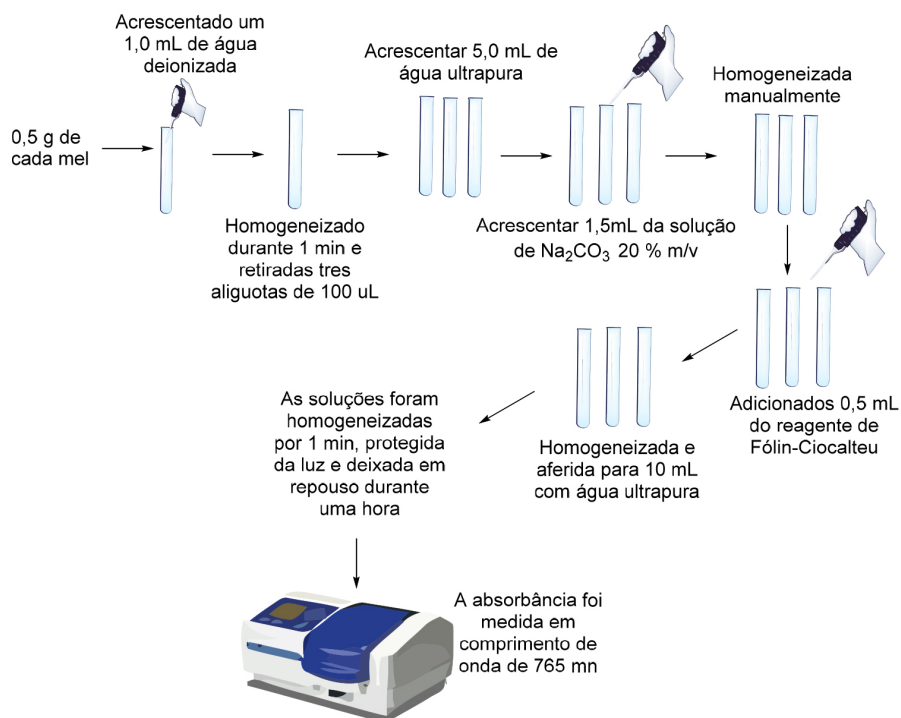 Acrescentado um
1,0 mL de água
deionizada
0,5 g de
cada mel
Homogeneizado
durante 1 min e
retiradas tres
aliguotas de 100 uL
Acrescentar 5,0 mL de
água ultrapura
Acrescentar 1,5mL da solução
de Na₂CO₃ 20 % m/v
Homogeneizada
manualmente
Adicionados 0,5 mL
do reagente de
Fólin-Ciocalteu
Homogeneizada e
aferida para 10 mL
com água ultrapura
As soluções foram
homogeneizadas
por 1 min, protegida
da luz e deixada em
repouso durante
uma hora
A absorbância foi
medida em
comprimento de
onda de 765 mn